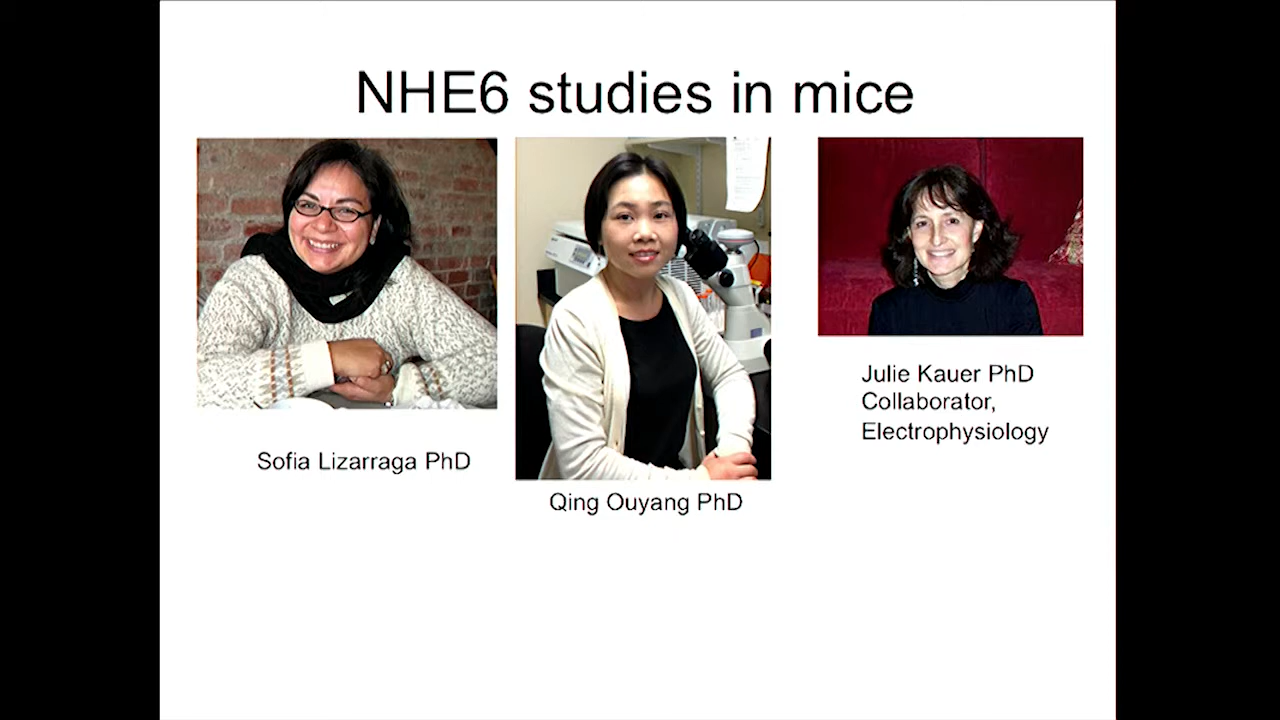 NHE6 studies in mice
Sofia Lizarraga PhD
Qing Ouyang PhD
Julie Kauer PhD
Collaborator,
Electrophysiology